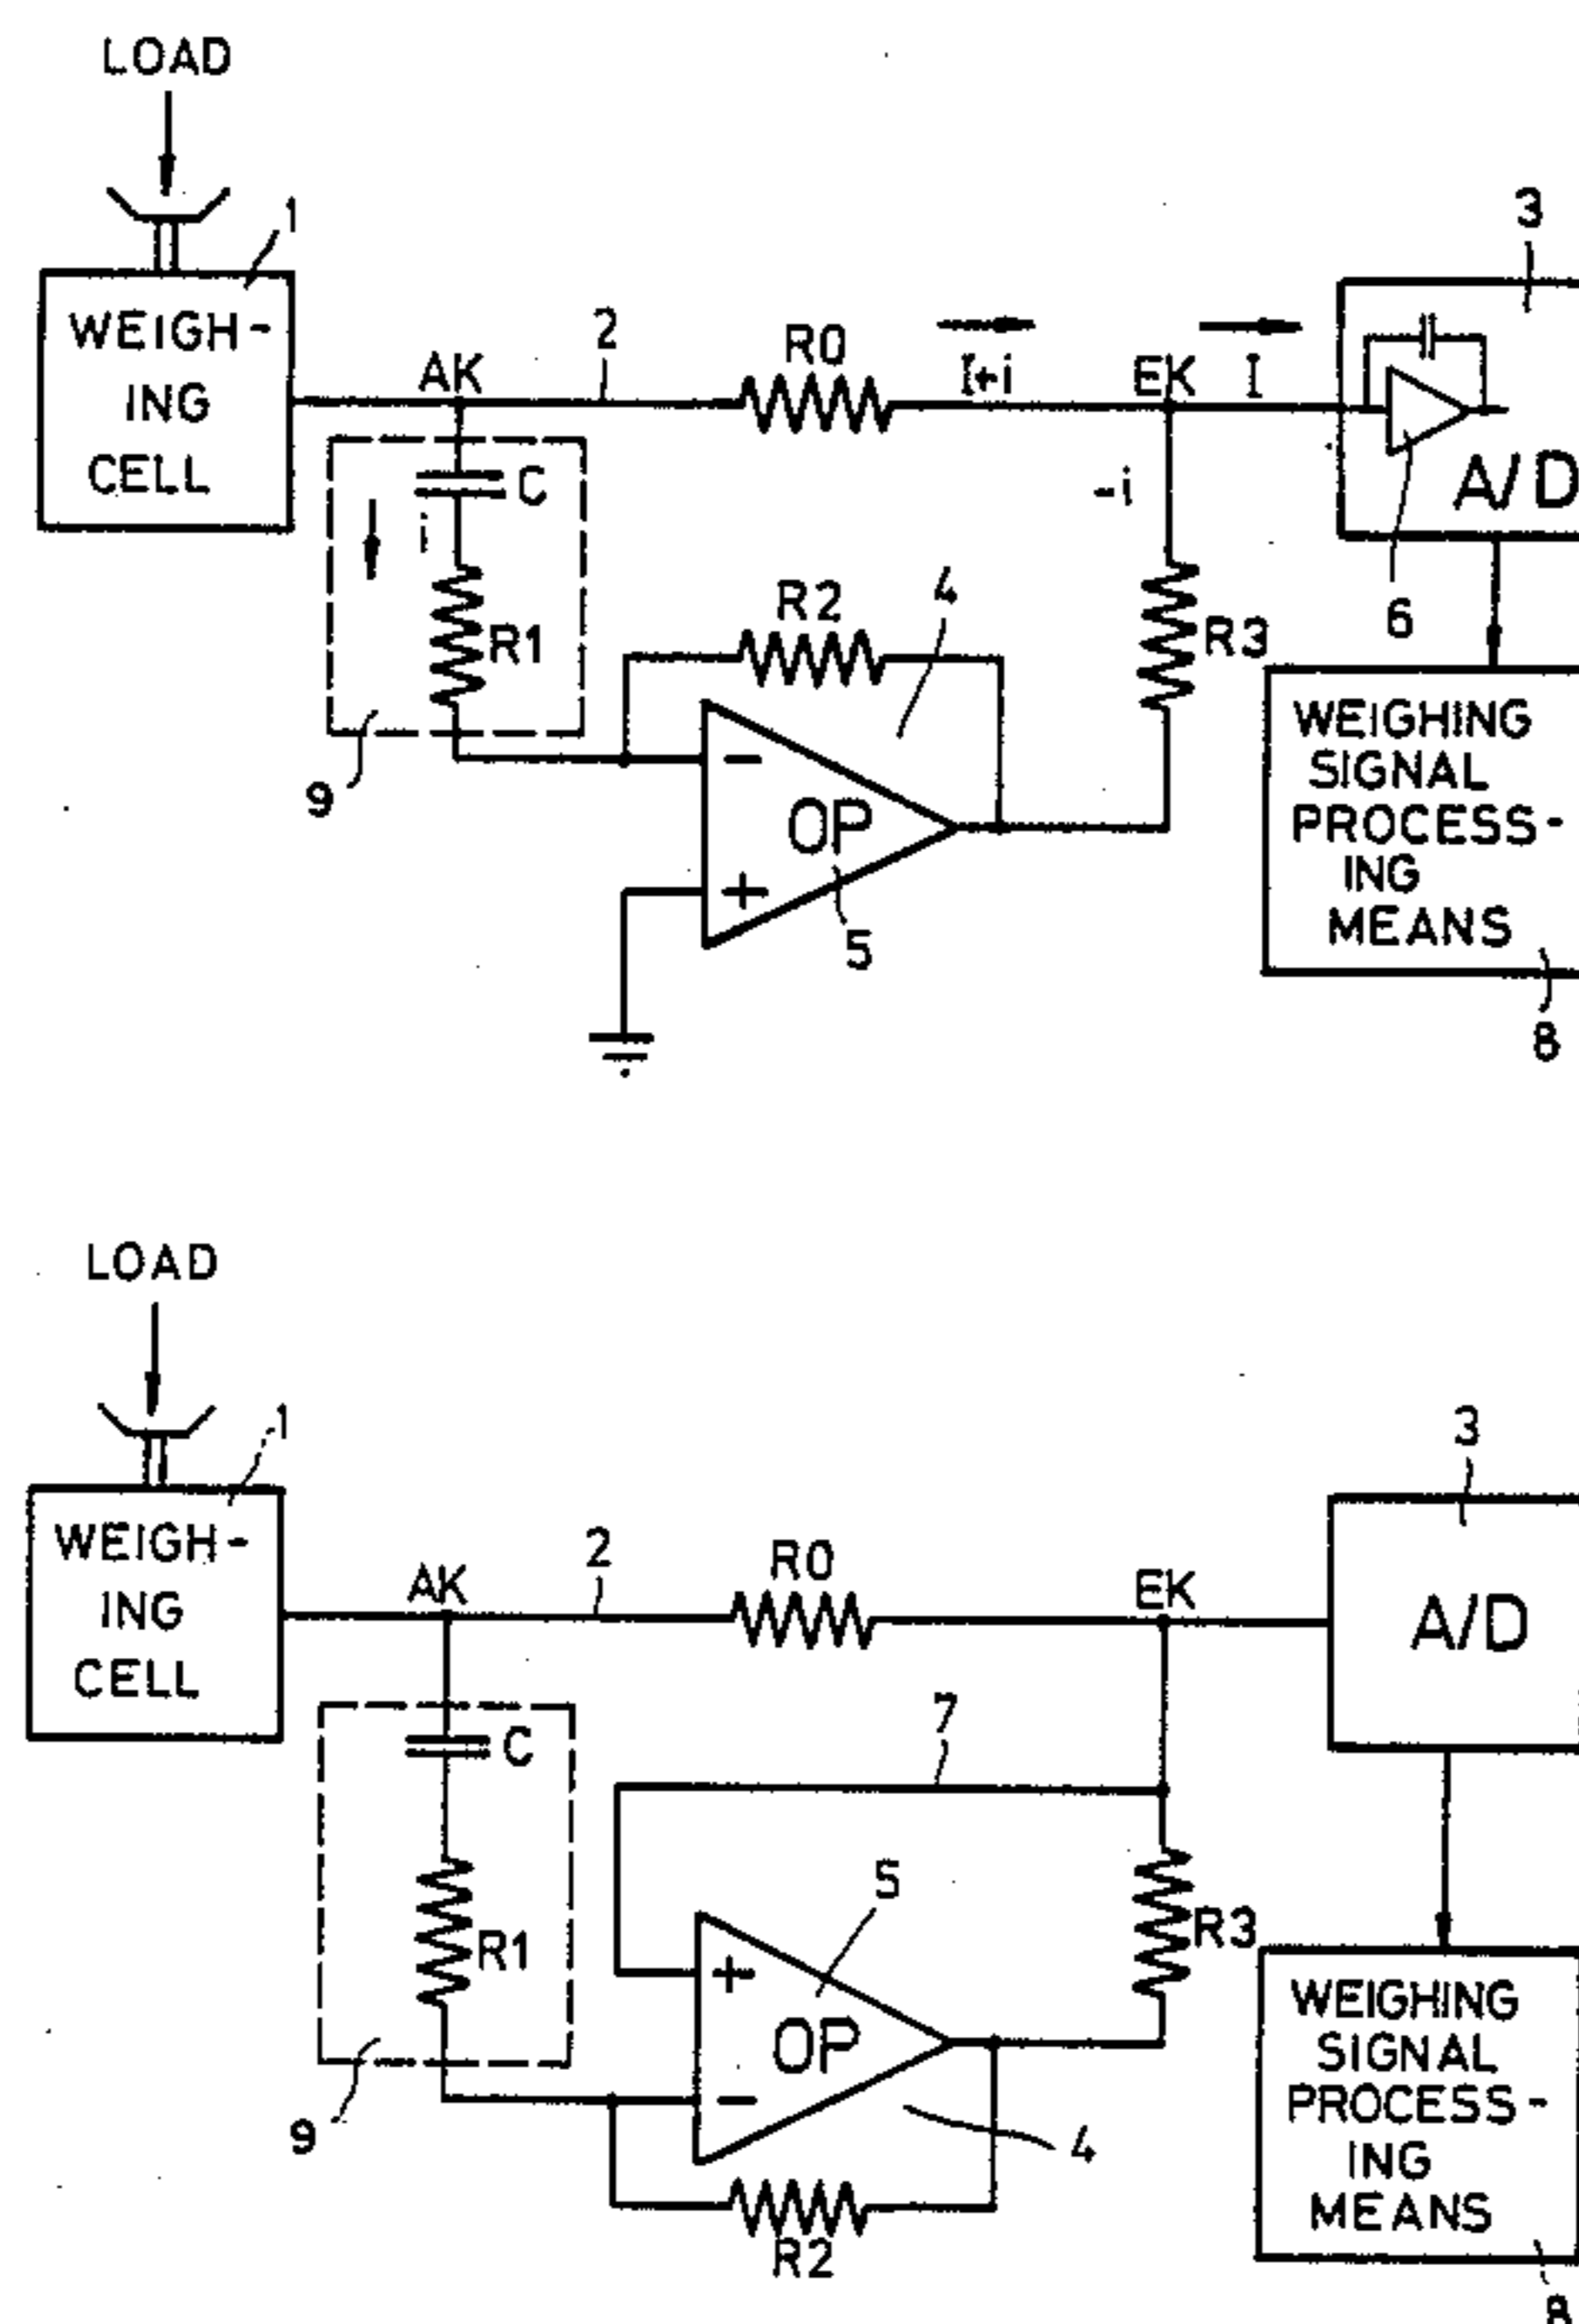 LOAD
1
WEIGH-
ING
CELL
AK
2
R0
I+i
EK
I
3
A/D
6
C
i
R1
9
R2
4
-
OP
+
5
-i
R3
WEIGHING
SIGNAL
PROCESS-
ING
MEANS
8
LOAD
1
WEIGH-
ING
CELL
AK
2
R0
EK
3
A/D
C
R1
9
7
5
+
OP
-
4
R2
R3
WEIGHING
SIGNAL
PROCESS-
ING
MEANS
8